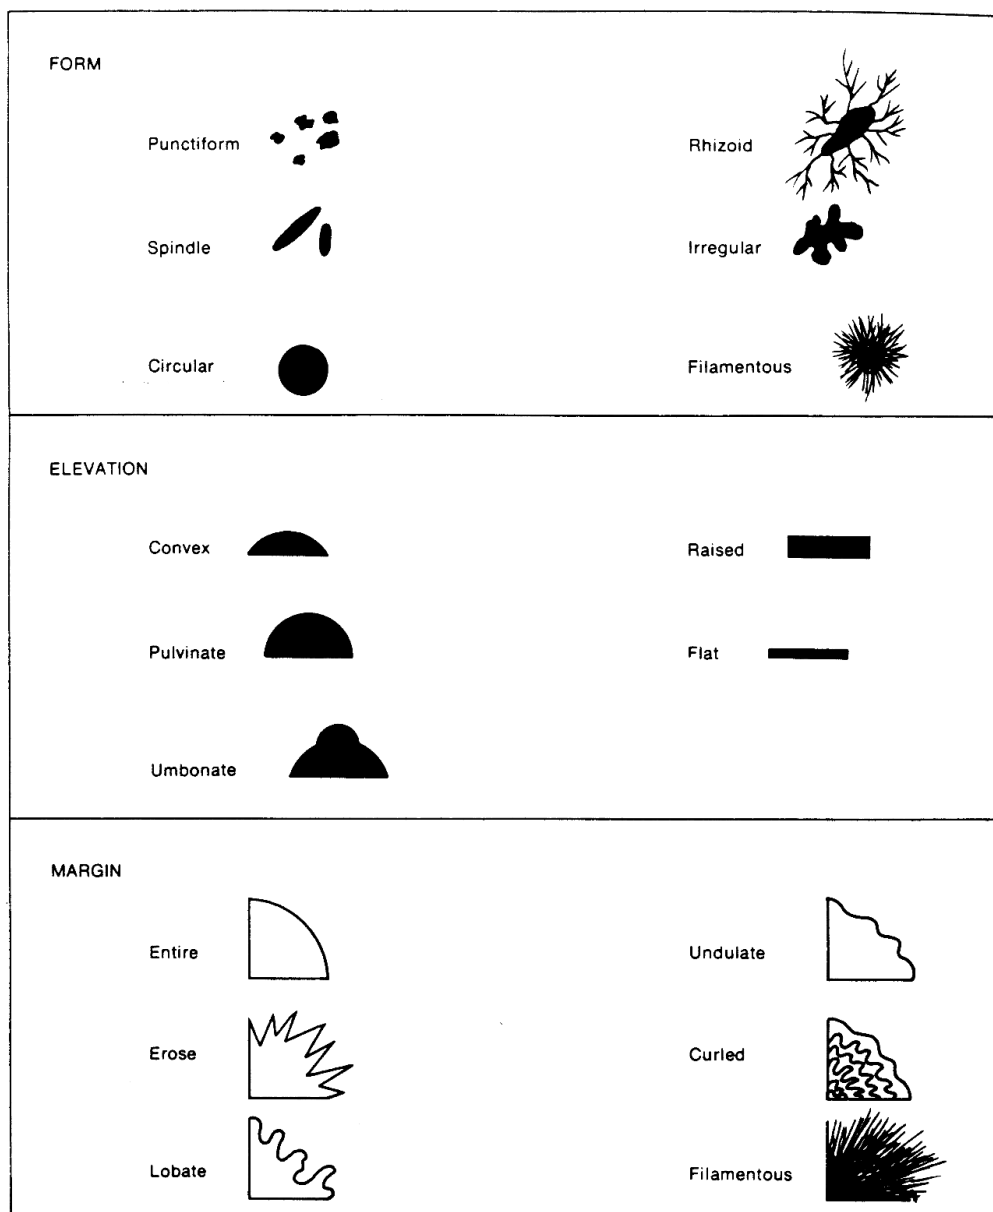 FORM
Punctiform
Rhizoid
Spindle
Irregular
Circular
Filamentous
ELEVATION
Convex
Raised
Pulvinate
Flat
Umbonate
MARGIN
Entire
Undulate
Erose
Curled
Lobate
Filamentous